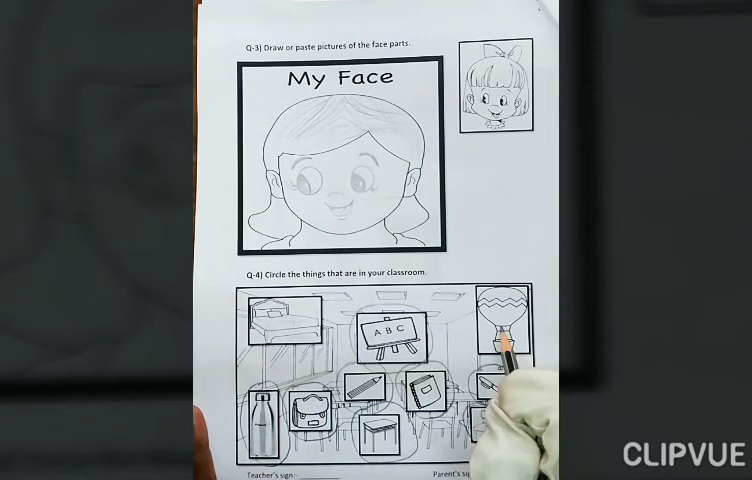 Q-3) Draw or paste pictures of the face parts.
My Face
Q-4) Circle the things that are in your classroom.
A B C
Teacher's sign:-
Parent's
CLIPVUE